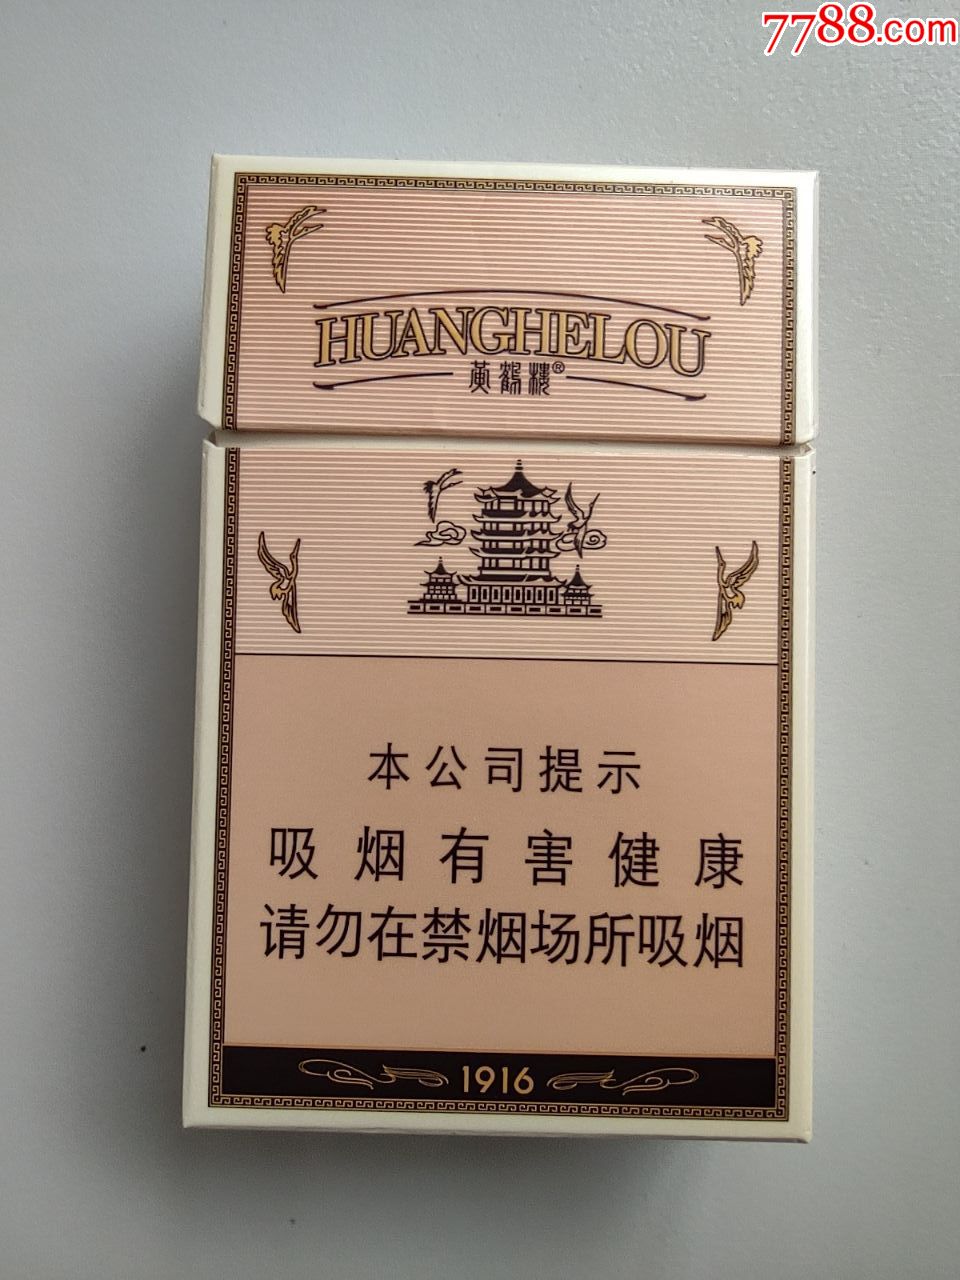 7788.com
HUANGHELOU
黄鹤楼®
本公司提示
吸烟有害健康
请勿在禁烟场所吸烟
1916